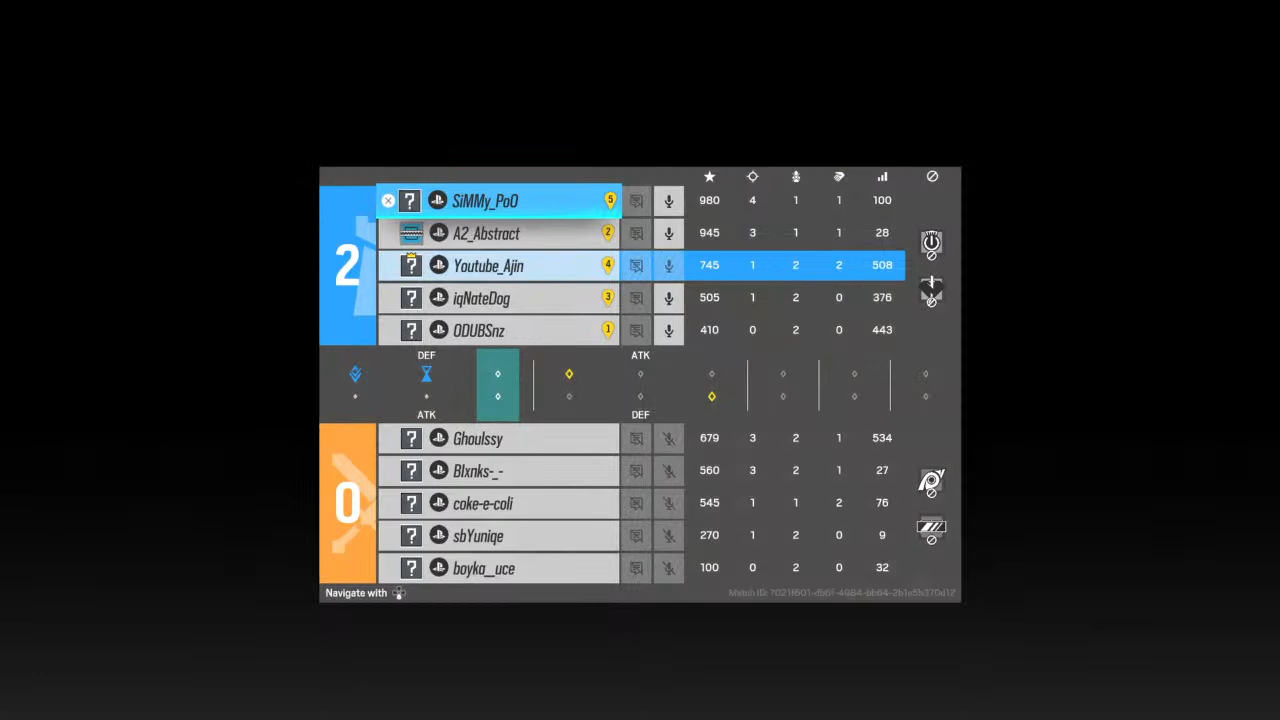 SiMMy_PoO 5 980 4 1 1 100
A2_Abstract 2 945 3 1 1 28
2
Youtube_Ajin 4 745 1 2 2 508
iqNateDog 3 505 1 2 0 376
ODUBSnz 1 410 0 2 0 443
DEF ATK
ATK DEF
Ghoulssy 679 3 2 1 534
Blxnks-_- 560 3 2 1 27
0
coke-e-coli 545 1 1 2 76
sbYuniqe 270 1 2 0 9
boyka_uce 100 0 2 0 32
Navigate with
Match ID: